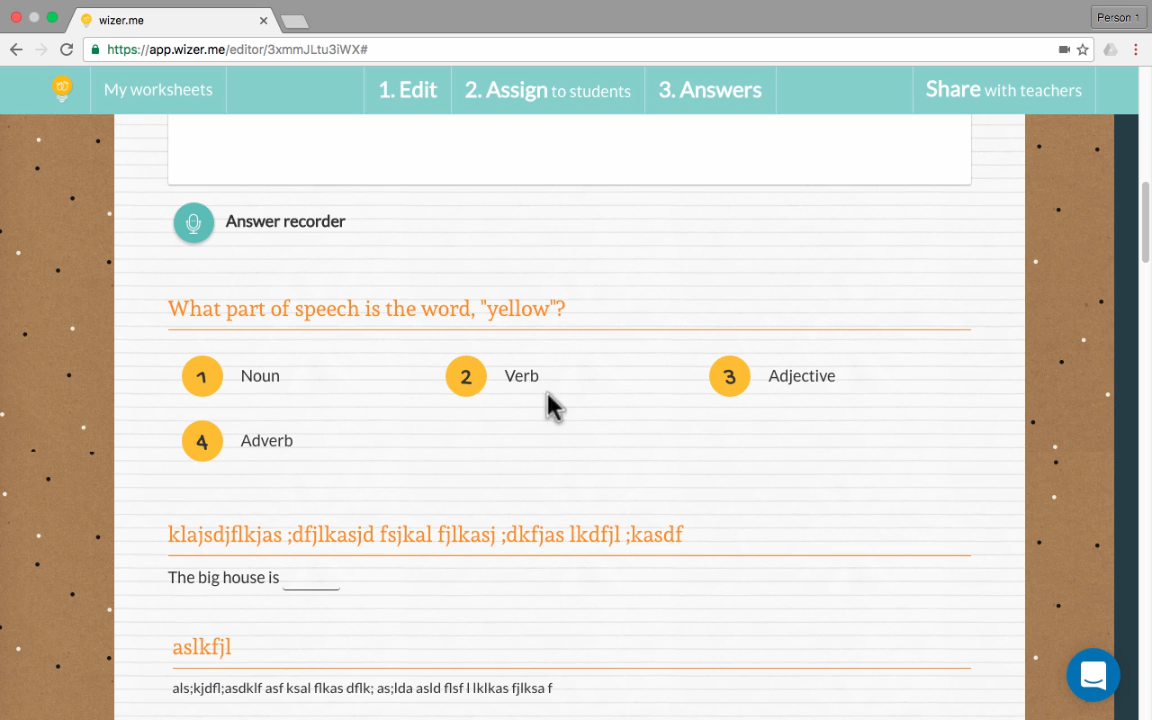 wizer.me
Person 1
https://app.wizer.me/editor/3xmmJLtu3iWX#
My worksheets
1. Edit
2. Assign to students
3. Answers
Share with teachers
Answer recorder
What part of speech is the word, "yellow"?
1 Noun
2 Verb
3 Adjective
4 Adverb
klajsdjflkjas ;dfjlkasjd fsjkal fjlkasj ;dkfjas lkdfjl ;kasdf
The big house is ______
aslkfjl
als;kjdfl;asdklf asf ksal flkas dflk; as;lda asld flsf l lklkas fjlksa f